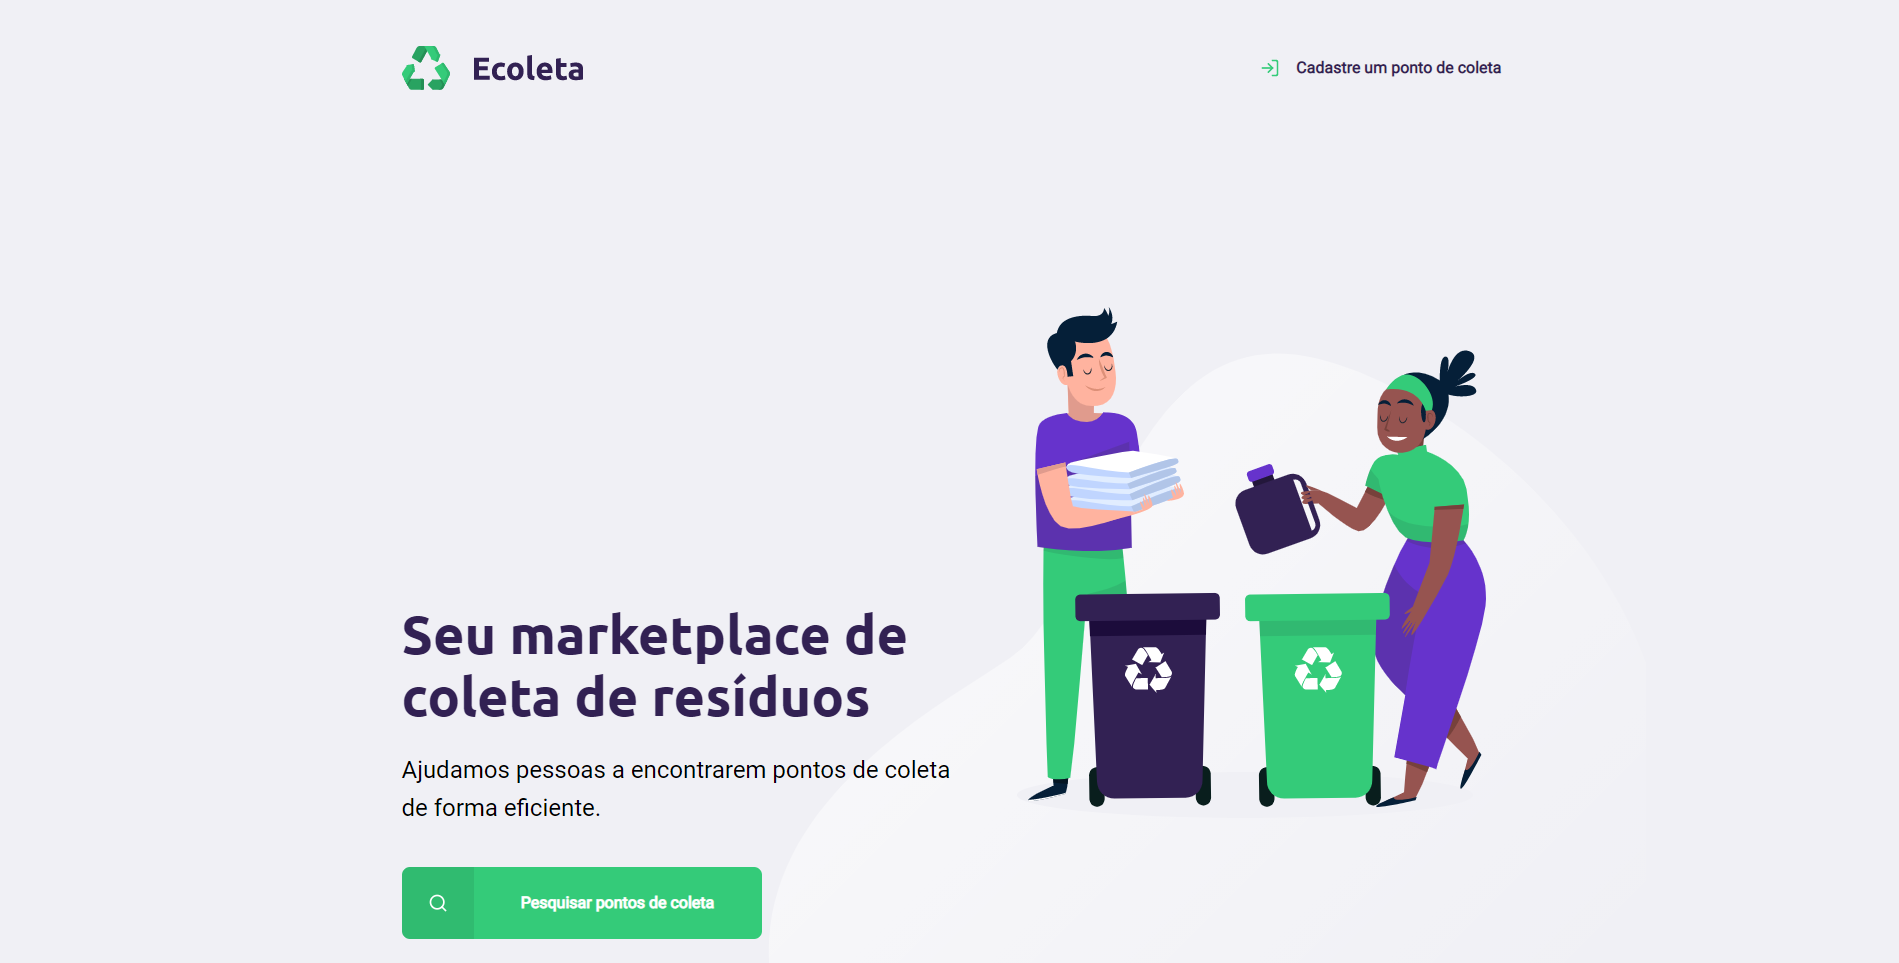 Ecoleta
Cadastre um ponto de coleta
Seu marketplace de
coleta de resíduos
Ajudamos pessoas a encontrarem pontos de coleta
de forma eficiente.
Pesquisar pontos de coleta